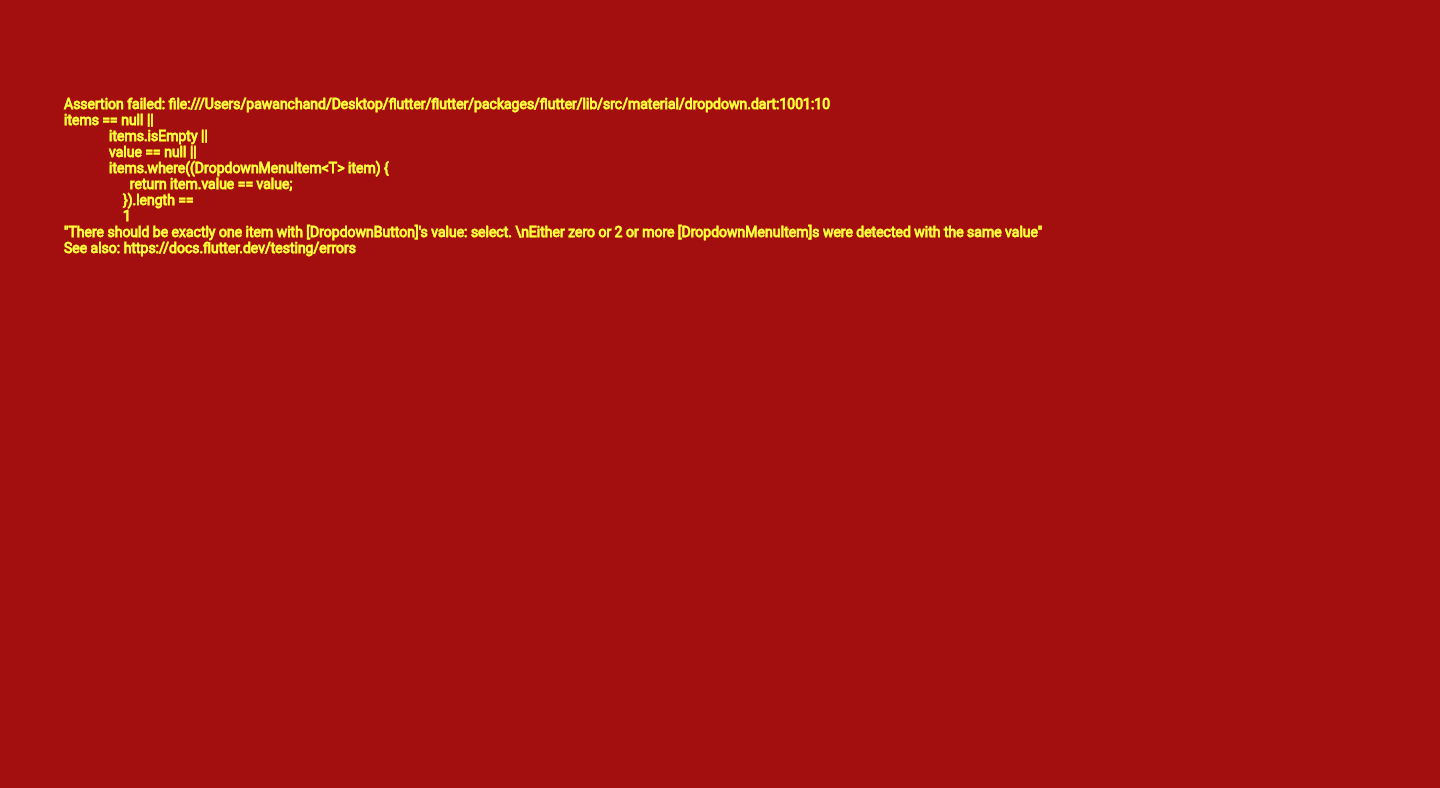 Assertion failed: file:///Users/pawanchand/Desktop/flutter/flutter/packages/flutter/lib/src/material/dropdown.dart:1001:10
items == null ||
items.isEmpty ||
value == null ||
items.where((DropdownMenuItem<T> item) {
return item.value == value;
}).length ==
1
"There should be exactly one item with [DropdownButton]'s value: select. \nEither zero or 2 or more [DropdownMenuItem]s were detected with the same value"
See also: https://docs.flutter.dev/testing/errors